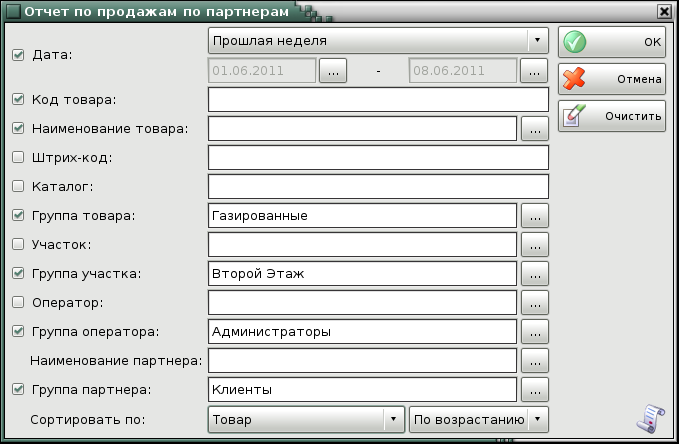 Отчет по продажам по партнерам
Дата:
Прошлая неделя
01.06.2011 ... - 08.06.2011 ...
Код товара:
Наименование товара: ...
Штрих-код:
Каталог:
Группа товара: Газированные ...
Участок: ...
Группа участка: Второй Этаж ...
Оператор: ...
Группа оператора: Администраторы ...
Наименование партнера: ...
Группа партнера: Клиенты ...
Сортировать по: Товар По возрастанию
ОК
Отмена
Очистить